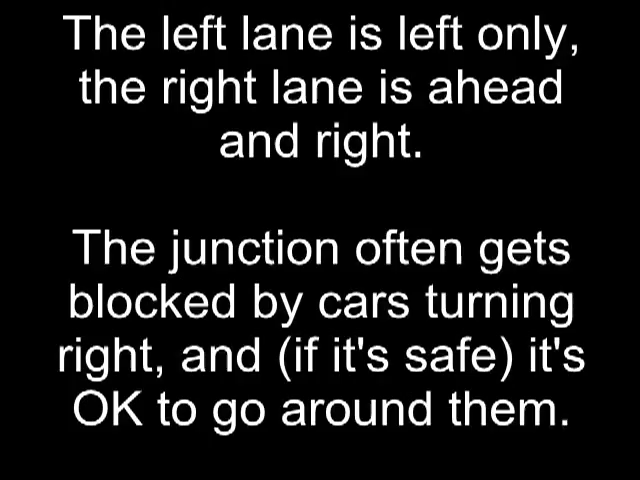 The left lane is left only,
the right lane is ahead
and right.
The junction often gets
blocked by cars turning
right, and (if it's safe) it's
OK to go around them.